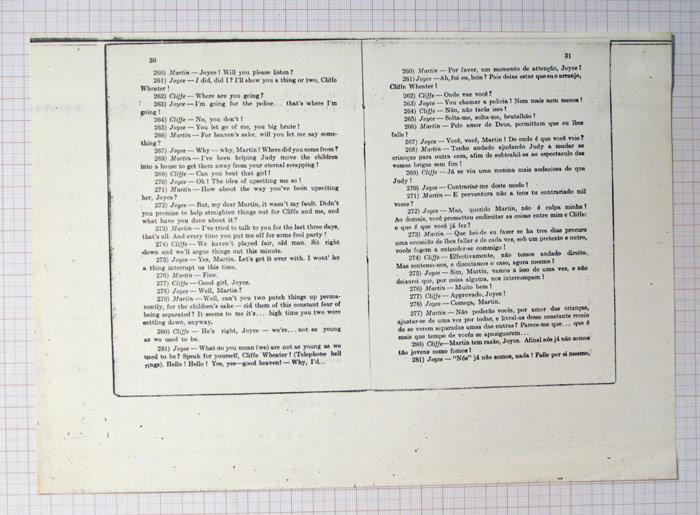 30
260) Martin — Joyce! Will you please listen?
261) Joyce — I did, did I? I'll show you a thing or two, Cliffe
Wheater!
262) Cliffe — Where are you going?
263) Joyce — I'm going for the police... that's where I'm
going!
264) Cliffe — No, you don't!
265) Joyce — You let go of me, you big brute!
266) Martin — For heaven's sake, will you let me say some-
thing?
267) Joyce — Why — why, Martin! Where did you come from?
268) Martin — I've been helping Judy move the children
into a house to get them away from your eternal scrapping!
269) Cliffe — Can you beat that girl?
270) Joyce — Oh! The idea of upsetting me so!
271) Martin — How about the way you've been upsetting
her, Joyce?
272) Joyce — But, my dear Martin, it wasn't my fault. Didn't
you promise to help straighten things out for Cliffe and me, and
what have you done about it?
273) Martin — I've tried to talk to you for the last three days,
that's all. And every time you put me off for some fool party!
274) Cliffe — We haven't played fair, old man. Sit right
down and we'll argue things out this minute.
275) Joyce — Yes, Martin. Let's get it over with. I wont' let
a thing interrupt us this time.
276) Martin — Fine.
277) Cliffe — Good girl, Joyce.
278) Joyce — Well, Martin?
279) Martin — Well, can't you two patch things up perma-
nently, for the children's sake — rid them of this constant fear of
being separated? It seems to me it's... high time you two were
settling down, anyway.
280) Cliffe — He's right, Joyce — we're... not as young
as we used to be.
281) Joyce — What do you mean (we) are not as young as we
used to be? Speak for yourself, Cliffe Wheater! (Telephone bell
rings). Hello! Hello! Yes, yes—good heaven! — Why, I'd...
31
260) Martin — Por favor, um momento de attenção, Joyce!
261) Joyce — Ah, fui eu, hein? Pois deixe estar que eu o arranjo,
Cliffe Wheater!
262) Cliffe — Onde vae você?
263) Joyce — Vou chamar a policia! Nem mais nem menos!
264) Cliffe — Não, não farás isso!
265) Joyce — Solta-me, solta-me, brutalhão!
266) Martin — Pelo amor de Deus, permittam que eu lhes
falle!
267) Joyce — Você, você, Martin! De onde é que você veiu?
268) Martin — Tenho andado ajudando Judy a mudar as
crianças para outra casa, afim de subtrahil-as ao espectaculo das
vossas brigas sem fim!
269) Cliffe — Já se viu uma menina mais audaciosa do que
Judy!
270) Joyce — Contrariar-me deste modo!
271) Martin — E porventura não a tens tu contrariado mil
vezes?
272) Joyce — Mas, querido Martin, não é culpa minha!
Ao demais, você prometteu endireitar as coisas entre mim e Cliffe:
e que é que você já fez?
273) Martin — Que hei-de eu fazer se ha tres dias procuro
uma occasião de lhes fallar e de cada vez, sob um pretexto e outro,
vocês fogem a entender-se commigo!
274) Cliffe — Effectivamente, não temos andado direito.
Mas sentemo-nos, e discutamos o caso, agora mesmo!
275) Joyce — Sim, Martin, vamos a isso de uma vez, e não
deixarei que, por coisa alguma, nos interrompam!
276) Martin — Muito bem!
277) Cliffe — Approvado, Joyce!
278) Joyce — Começa, Martin.
277) Martin — Não poderão vocês, por amor das crianças,
ajustar-se de uma vez por todas, e livral-as desse constante receio
de se verem separadas umas das outras? Parece-me que... que é
mais que tempo de vocês se apaniguarem...
280) Cliffe—Martin tem razão, Joyce. Afinal nós já não somos
tão jovens como fomos!
281) Joyce — "Nós" já não somos, nada! Falle por si mesmo,